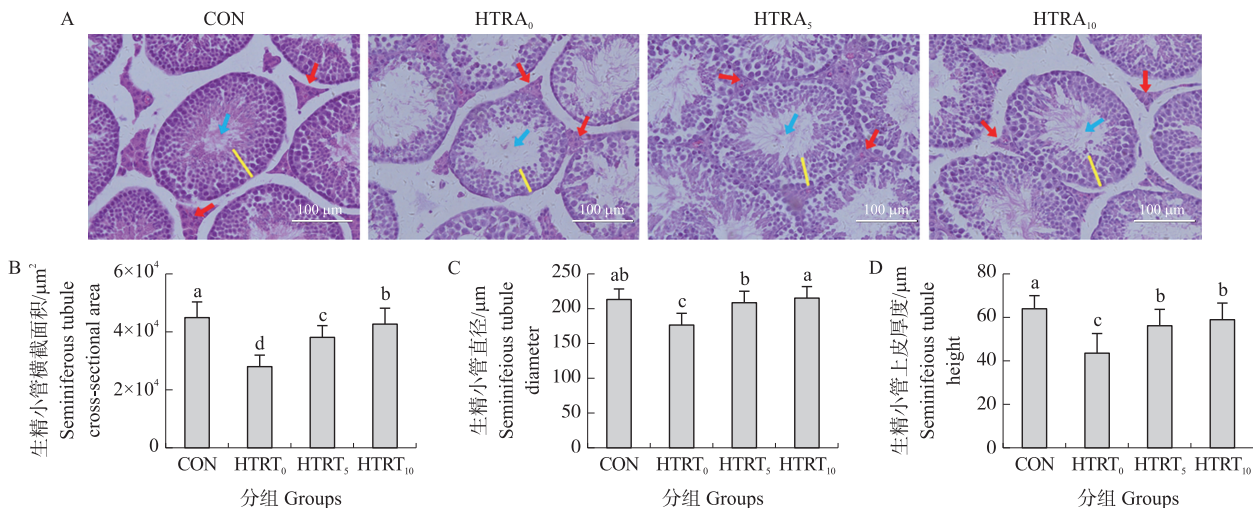 A
CON
HTRA₀
HTRA₅
HTRA₁₀
100 μm
100 μm
100 μm
100 μm
B
生精小管横截面积/μm²
Seminiferous tubule
cross-sectional area
6×10⁴
4×10⁴
2×10⁴
0
a
d
c
b
CON
HTRT₀
HTRT₅
HTRT₁₀
分组 Groups
C
生精小管直径/μm
Seminifeious tubule
diameter
250
200
150
100
50
0
ab
c
b
a
CON
HTRT₀
HTRT₅
HTRT₁₀
分组 Groups
D
生精小管上皮厚度/μm
Seminifeious tubule
height
80
60
40
20
0
a
c
b
b
CON
HTRT₀
HTRT₅
HTRT₁₀
分组 Groups